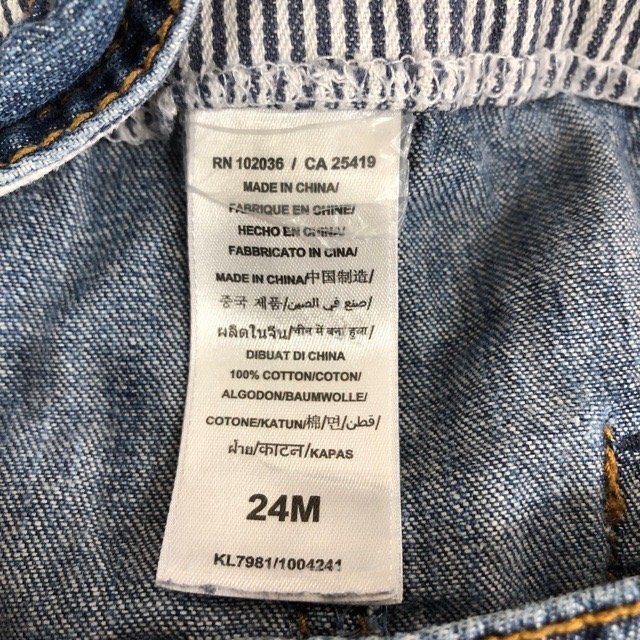 RN 102036 / CA 25419
MADE IN CHINA/
FABRIQUE EN CHINE/
HECHO EN CHINA/
FABBRICATO IN CINA/
MADE IN CHINA/中国制造/
중국 제품/صنع في الصين/
ผลิตในจีน/चीन में बना हुआ/
DIBUAT DI CHINA
100% COTTON/COTON/
ALGODON/BAUMWOLLE/
COTONE/KATUN/棉/면/قطن/
ฝ้าย/काटन/KAPAS
24M
KL7981/1004241